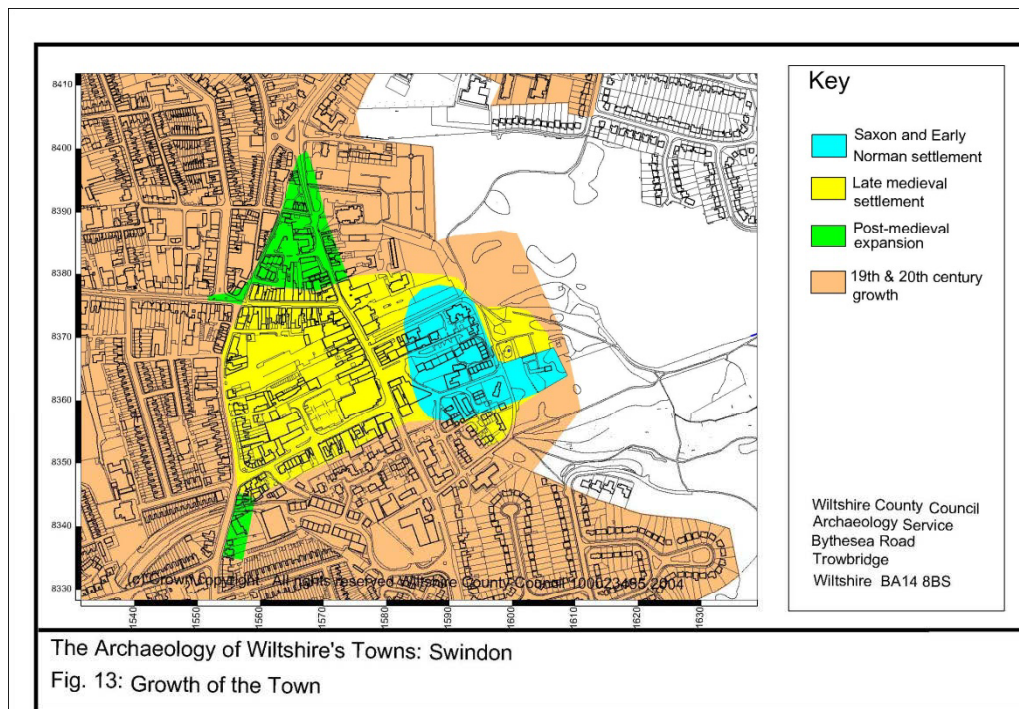 8410
8400
8390
8380
8370
8360
8350
8340
8330
1540
1550
1560
1570
1580
1590
1600
1610
1620
1630
(c) Crown copyright All rights reserved Wiltshire County Council 100023495 2004
Key
Saxon and Early
Norman settlement
Late medieval
settlement
Post-medieval
expansion
19th & 20th century
growth
Wiltshire County Council
Archaeology Service
Bythesea Road
Trowbridge
Wiltshire BA14 8BS
The Archaeology of Wiltshire's Towns: Swindon
Fig. 13: Growth of the Town